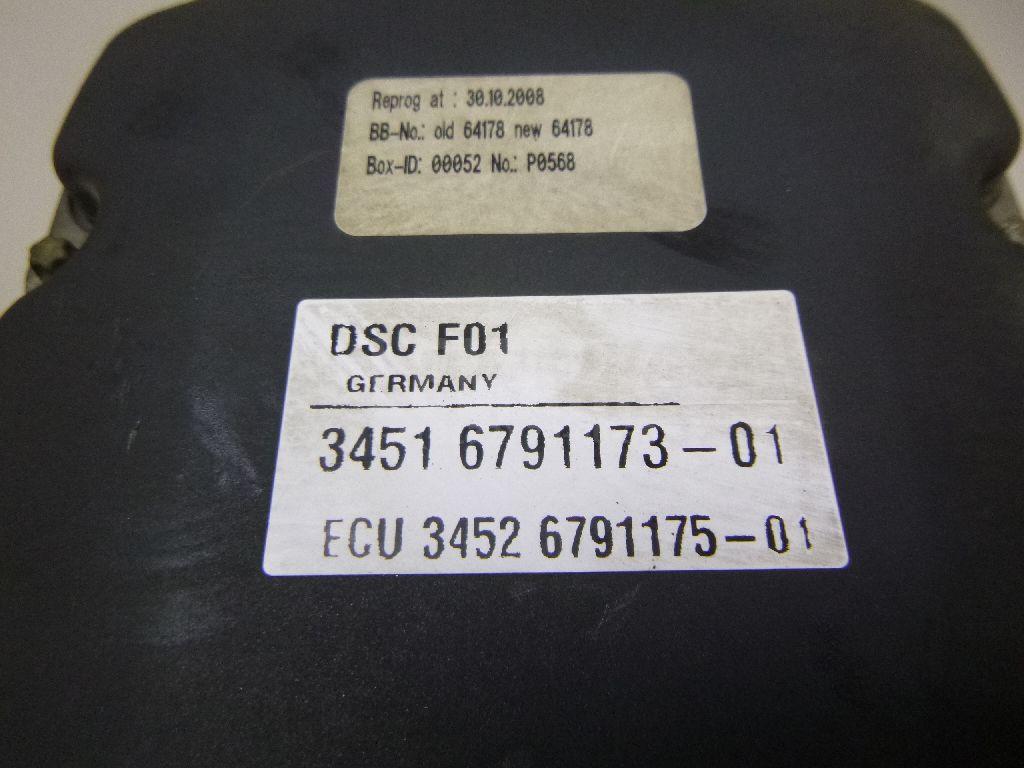 Reprog at : 30.10.2008
BB-No.: old 64178 new 64178
Box-ID: 00052 No.: P0568
DSC F01
GERMANY
3451 6791173-01
ECU 3452 6791175-01